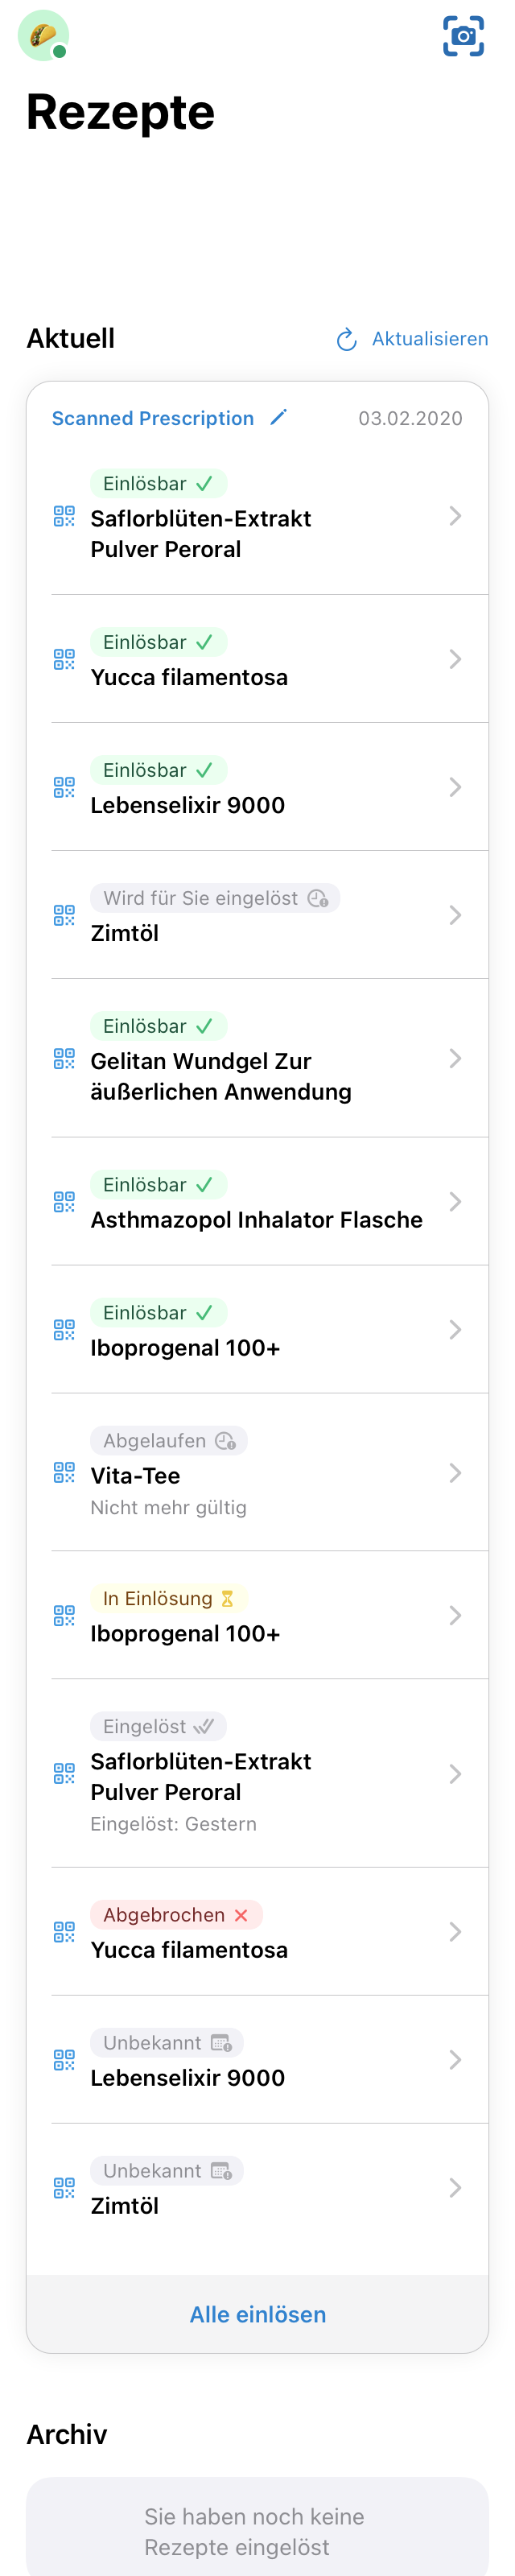 Rezepte
Aktuell
Aktualisieren
Scanned Prescription
03.02.2020
Einlösbar
Saflorblüten-Extrakt
Pulver Peroral
Einlösbar
Yucca filamentosa
Einlösbar
Lebenselixir 9000
Wird für Sie eingelöst
Zimtöl
Einlösbar
Gelitan Wundgel Zur
äußerlichen Anwendung
Einlösbar
Asthmazopol Inhalator Flasche
Einlösbar
Iboprogenal 100+
Abgelaufen
Vita-Tee
Nicht mehr gültig
In Einlösung
Iboprogenal 100+
Eingelöst
Saflorblüten-Extrakt
Pulver Peroral
Eingelöst: Gestern
Abgebrochen
Yucca filamentosa
Unbekannt
Lebenselixir 9000
Unbekannt
Zimtöl
Alle einlösen
Archiv
Sie haben noch keine
Rezepte eingelöst